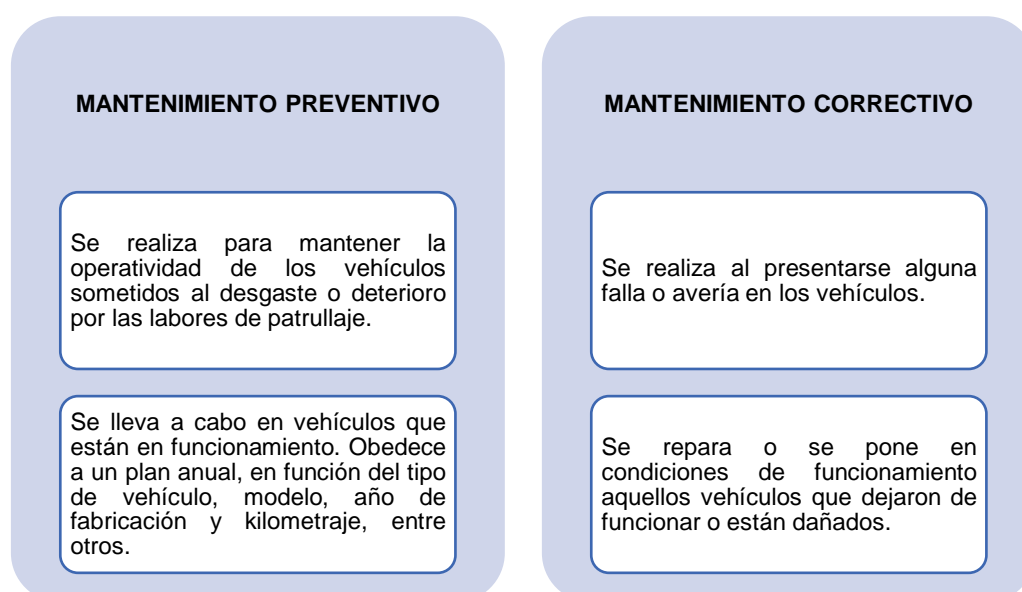 MANTENIMIENTO PREVENTIVO
Se realiza para mantener la
operatividad de los vehículos
sometidos al desgaste o deterioro
por las labores de patrullaje.
Se lleva a cabo en vehículos que
están en funcionamiento. Obedece
a un plan anual, en función del tipo
de vehículo, modelo, año de
fabricación y kilometraje, entre
otros.
MANTENIMIENTO CORRECTIVO
Se realiza al presentarse alguna
falla o avería en los vehículos.
Se repara o se pone en
condiciones de funcionamiento
aquellos vehículos que dejaron de
funcionar o están dañados.